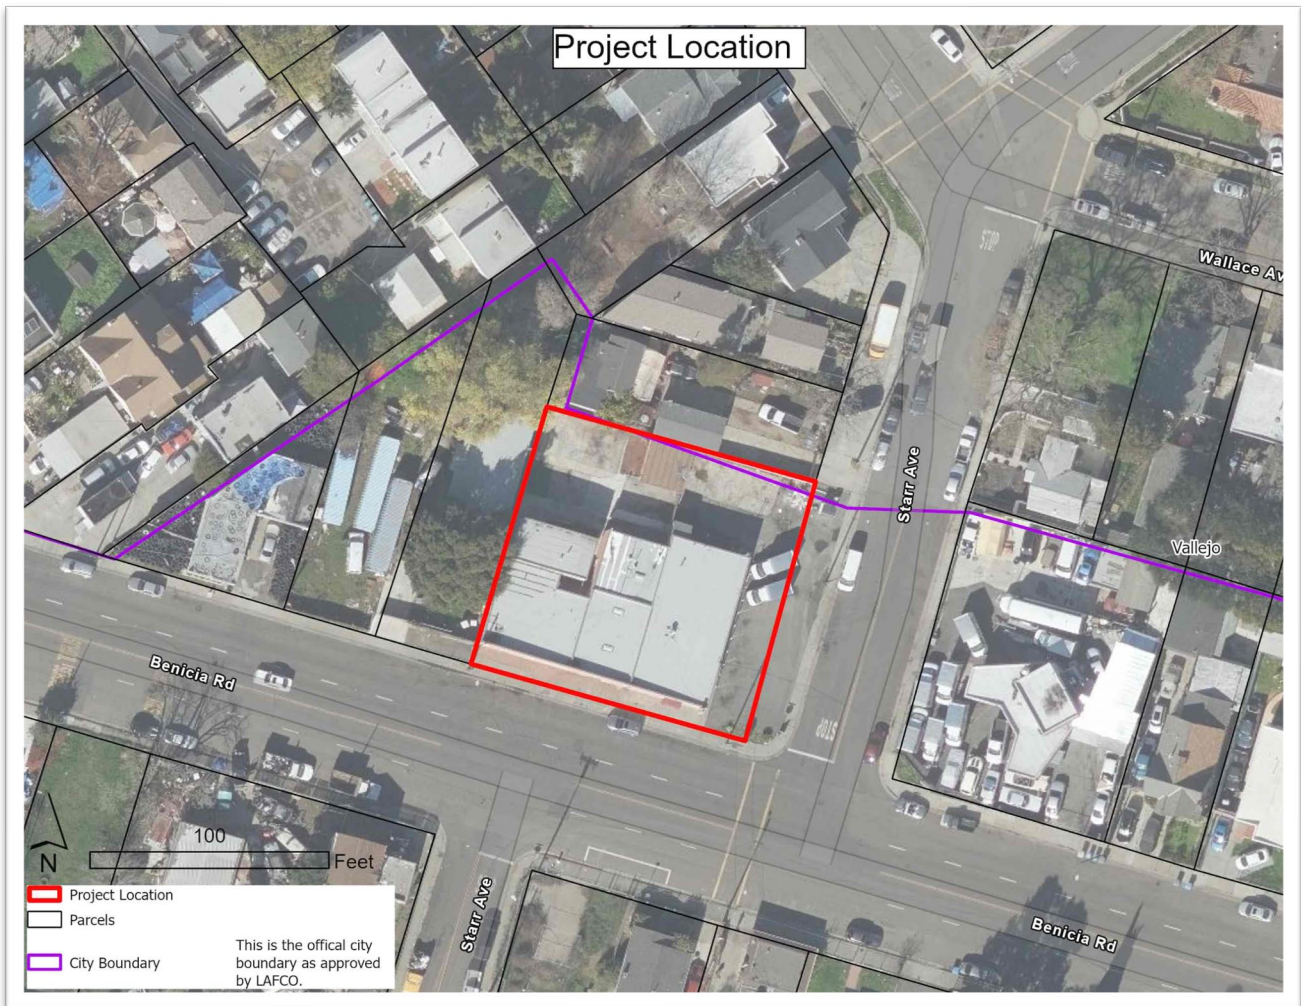 Project Location
Wallace Av
STOP
Starr Ave
Vallejo
Benicia Rd
STOP
100
Feet
N
Starr Ave
Benicia Rd
Project Location
Parcels
City Boundary
This is the offical city
boundary as approved
by LAFCO.